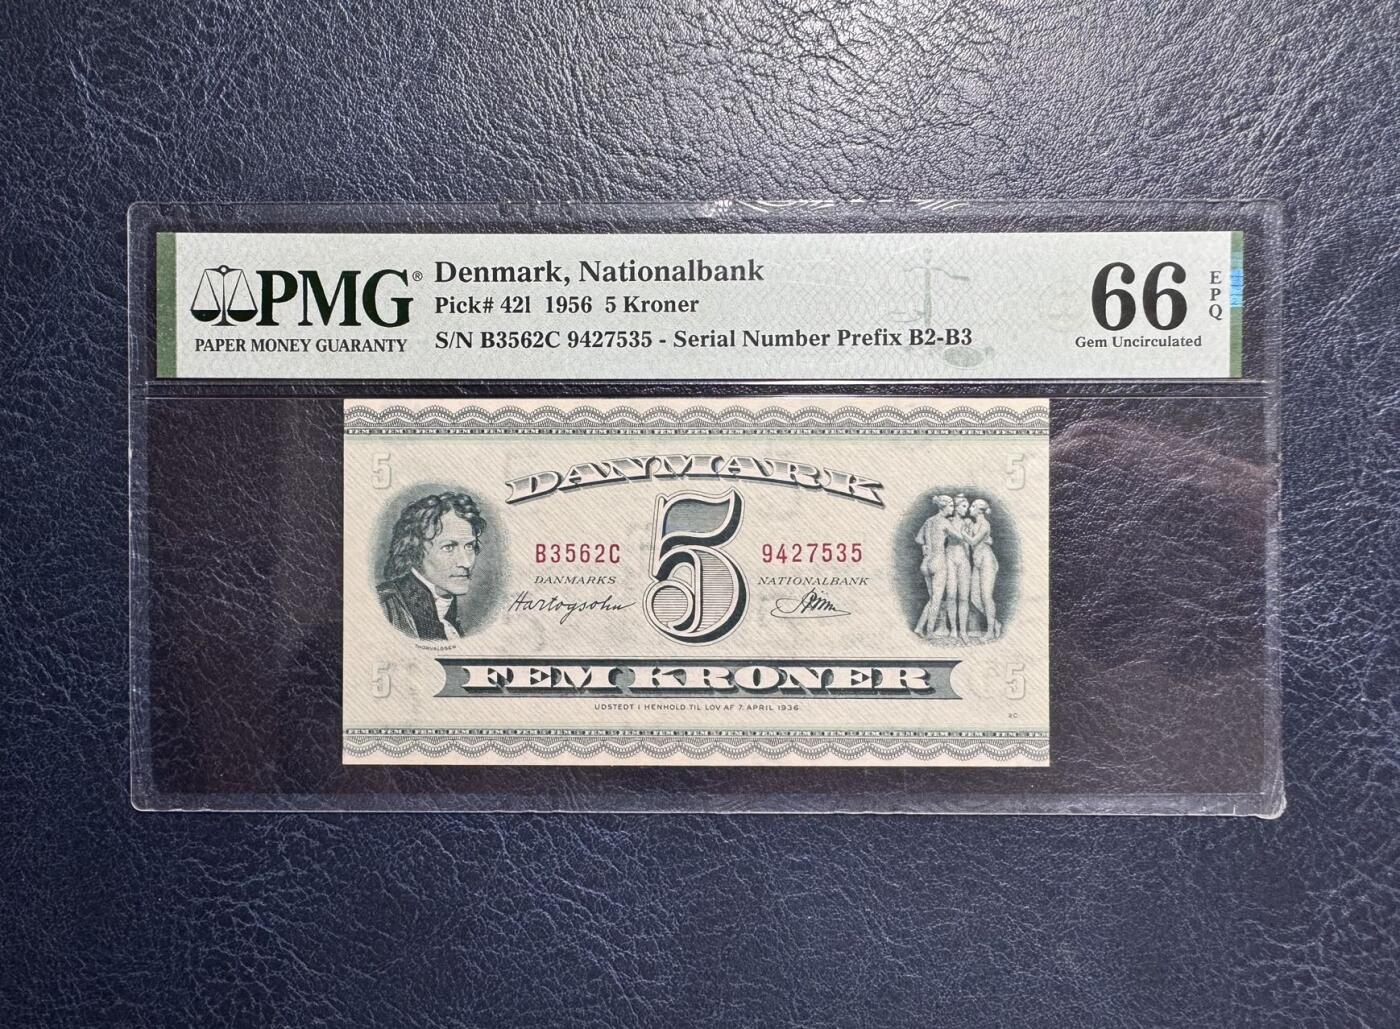 PMG®
PAPER MONEY GUARANTY
Denmark, Nationalbank
Pick# 42l 1956 5 Kroner
S/N B3562C 9427535 - Serial Number Prefix B2-B3
66
EPQ
Gem Uncirculated
5 5
DANMARK
5
B3562C 9427535
DANMARKS NATIONALBANK
Hartogsohn
THORVALDSEN
5 5
FEM KRONER
UDSTEDT I HENHOLD TIL LOV AF 7. APRIL 1936
2C